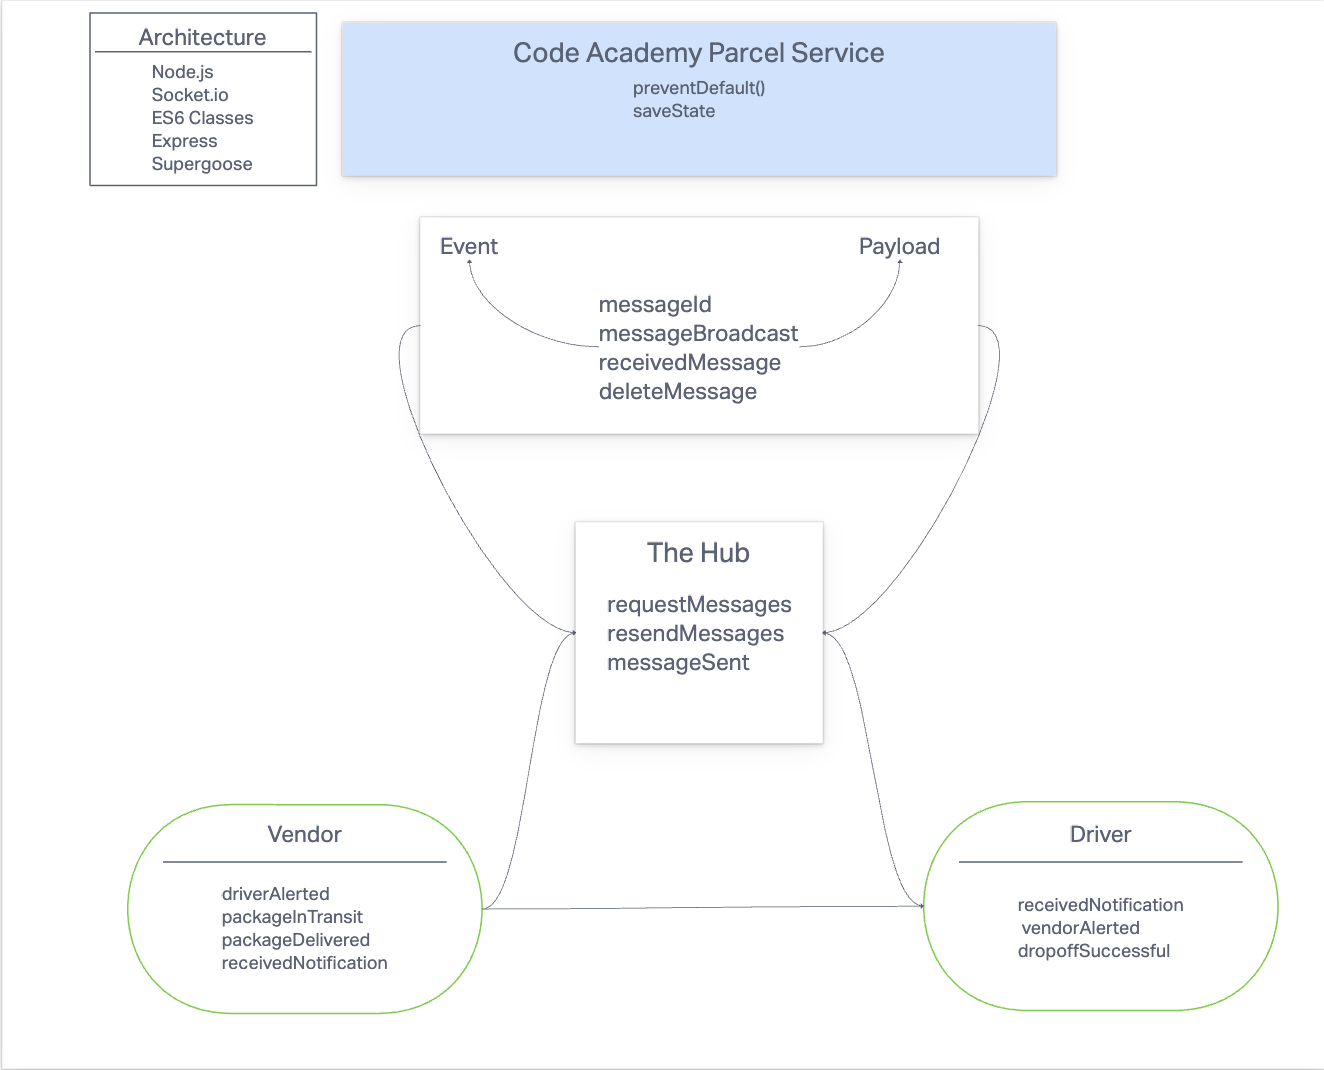 Architecture
Node.js
Socket.io
ES6 Classes
Express
Supergoose
Code Academy Parcel Service
preventDefault()
saveState
Event
Payload
messageId
messageBroadcast
receivedMessage
deleteMessage
The Hub
requestMessages
resendMessages
messageSent
Vendor
driverAlerted
packageInTransit
packageDelivered
receivedNotification
Driver
receivedNotification
vendorAlerted
dropoffSuccessful